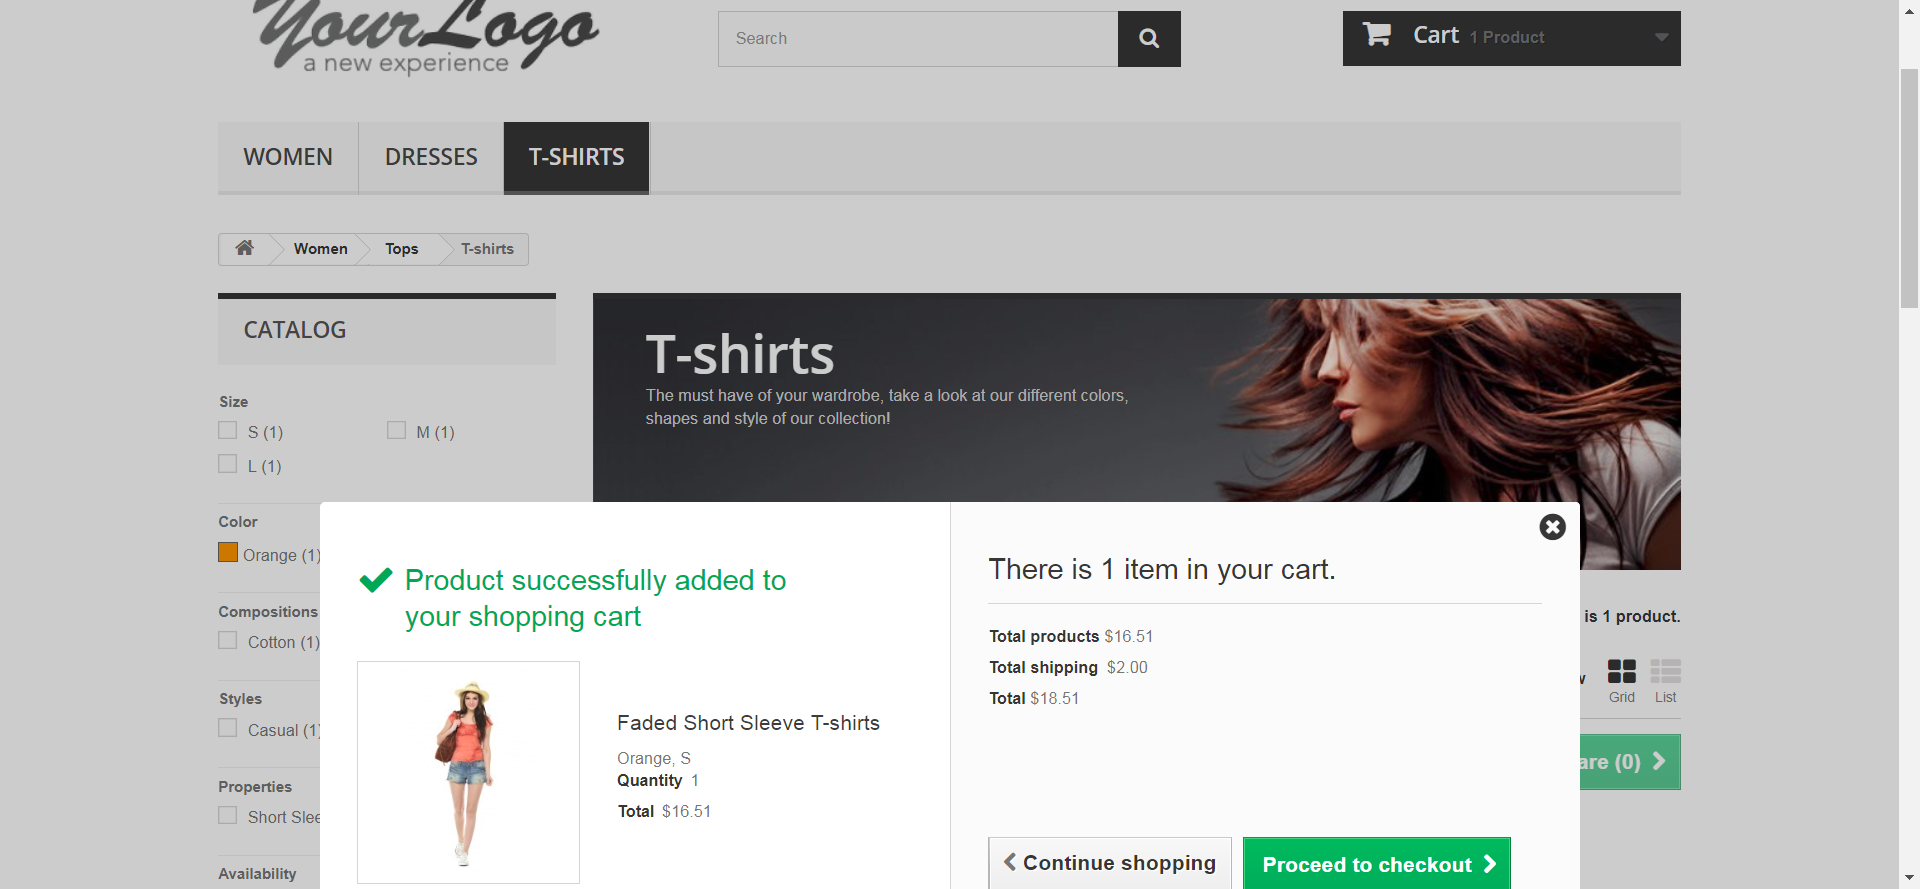 YourLogo
a new experience
Search
Cart 1 Product
WOMEN
DRESSES
T-SHIRTS
Women
Tops
T-shirts
CATALOG
Size
S (1)
M (1)
L (1)
Color
Orange (1)
Compositions
Cotton (1)
Styles
Casual (1)
Properties
Short Slee
Availability
T-shirts
The must have of your wardrobe, take a look at our different colors,
shapes and style of our collection!
is 1 product.
Grid
List
are (0)
Product successfully added to
your shopping cart
Faded Short Sleeve T-shirts
Orange, S
Quantity 1
Total $16.51
There is 1 item in your cart.
Total products $16.51
Total shipping $2.00
Total $18.51
Continue shopping
Proceed to checkout